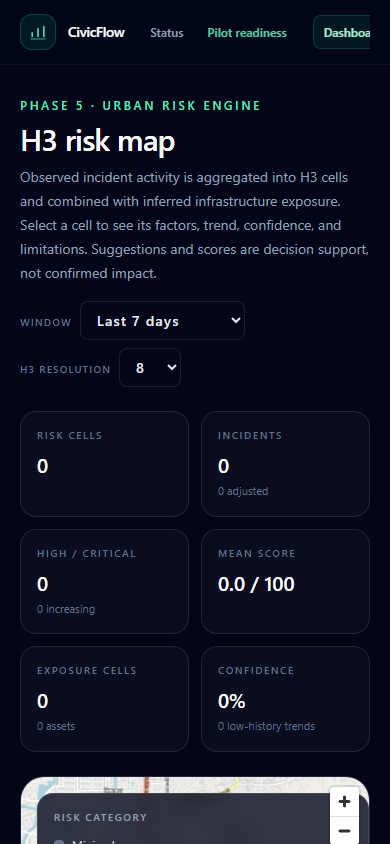 CivicFlow Status Pilot readiness Dashboa
PHASE 5 · URBAN RISK ENGINE
H3 risk map
Observed incident activity is aggregated into H3 cells
and combined with inferred infrastructure exposure.
Select a cell to see its factors, trend, confidence, and
limitations. Suggestions and scores are decision support,
not confirmed impact.
WINDOW Last 7 days
H3 RESOLUTION 8
RISK CELLS
0
INCIDENTS
0
0 adjusted
HIGH / CRITICAL
0
0 increasing
MEAN SCORE
0.0 / 100
EXPOSURE CELLS
0
0 assets
CONFIDENCE
0%
0 low-history trends
RISK CATEGORY
+
−